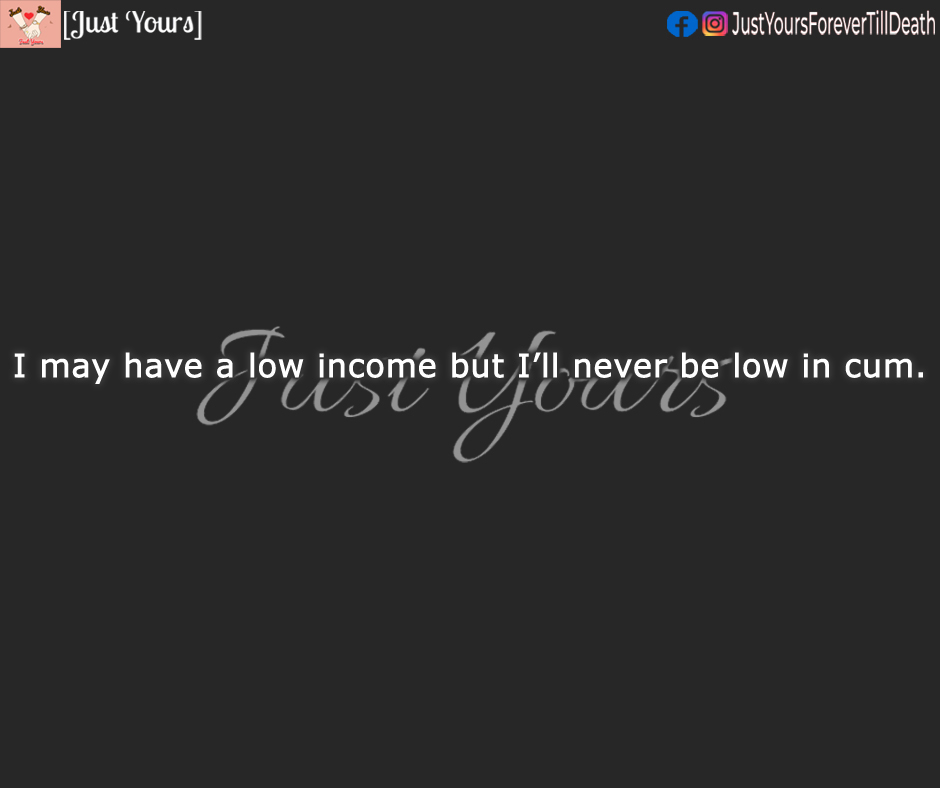 [Just Yours]
JustYoursForeverTillDeath
I may have a low income but I’ll never be low in cum.
Just Yours